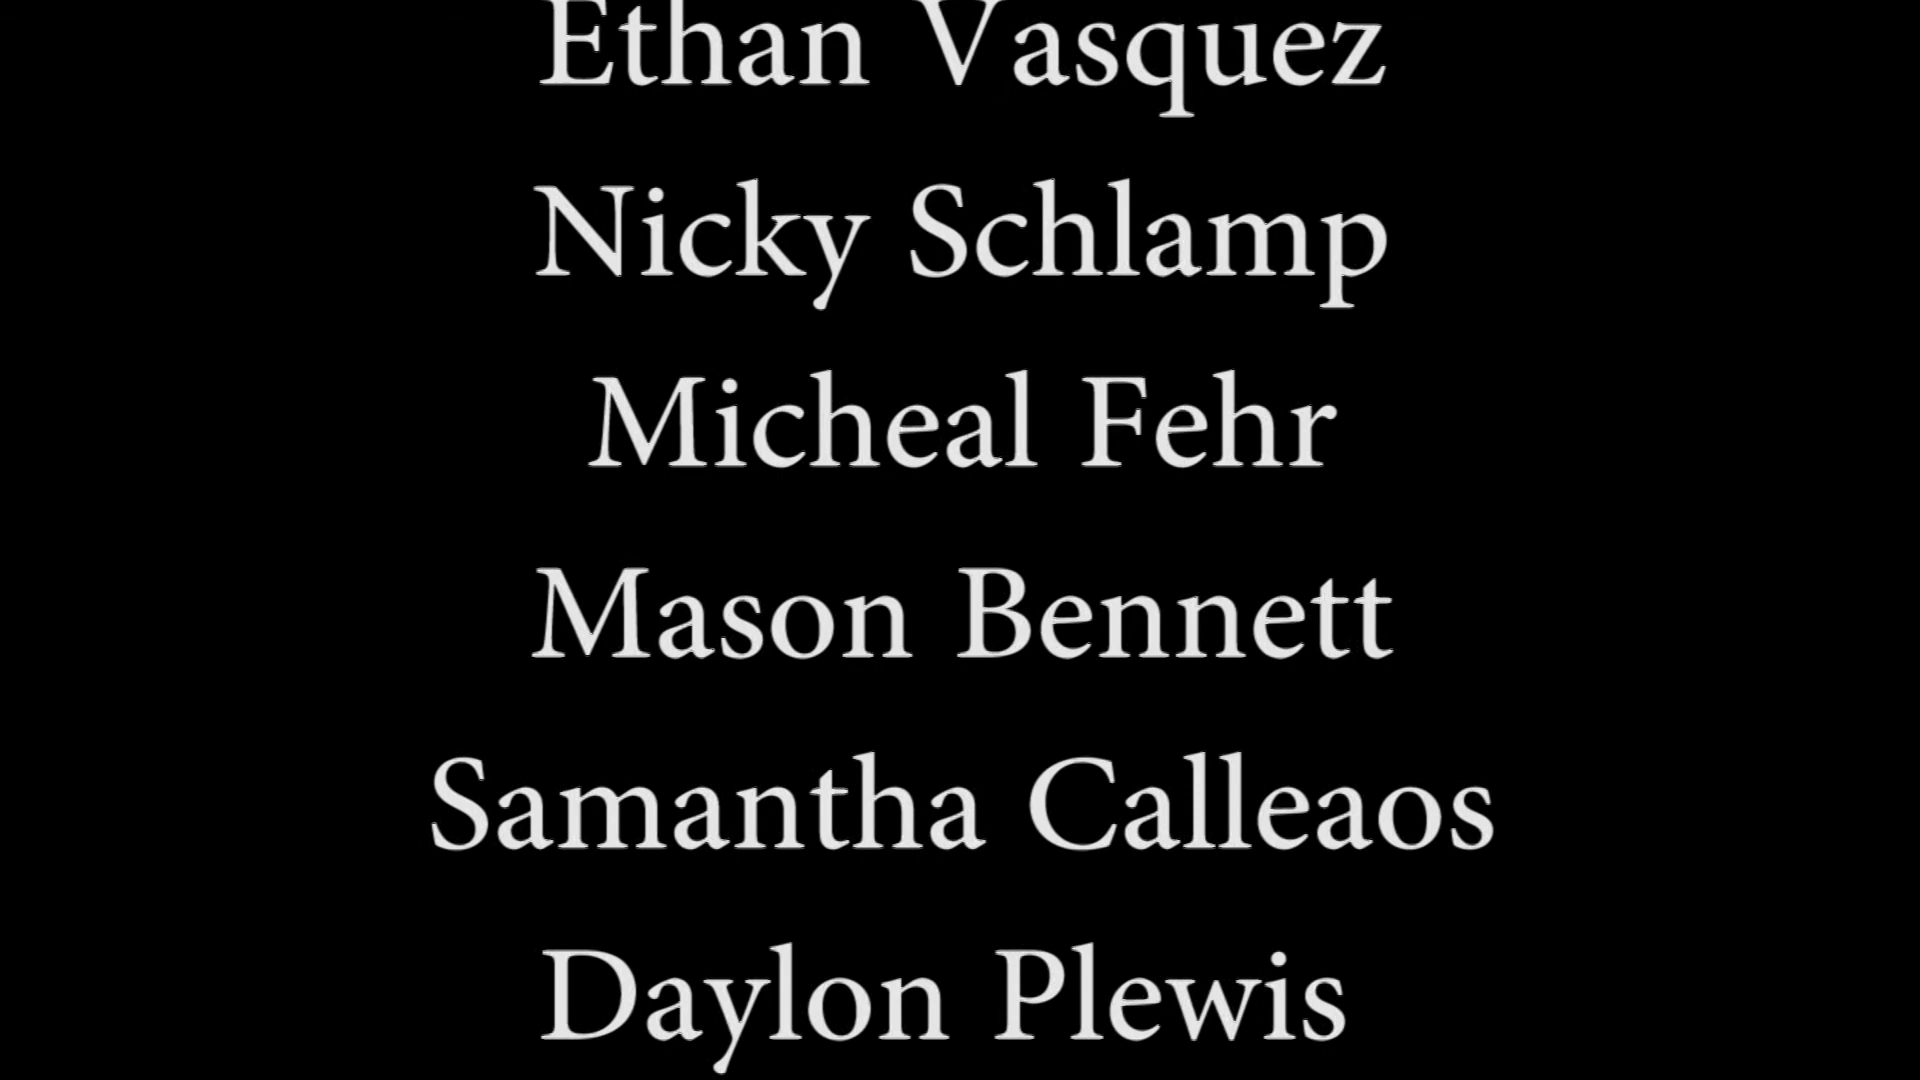 Ethan Vasquez
Nicky Schlamp
Micheal Fehr
Mason Bennett
Samantha Calleaos
Daylon Plewis